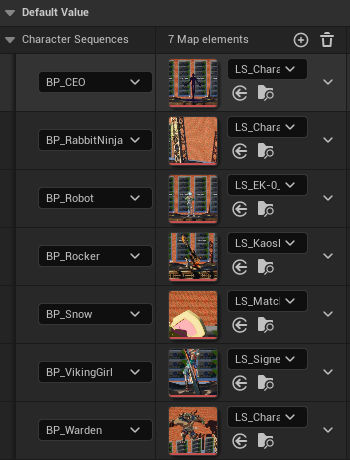 Default Value
Character Sequences 7 Map elements
BP_CEO LS_Chara
BP_RabbitNinja LS_Chara
BP_Robot LS_EK-0_
BP_Rocker LS_Kaosl
BP_Snow LS_Matcl
BP_VikingGirl LS_Signe
BP_Warden LS_Chara